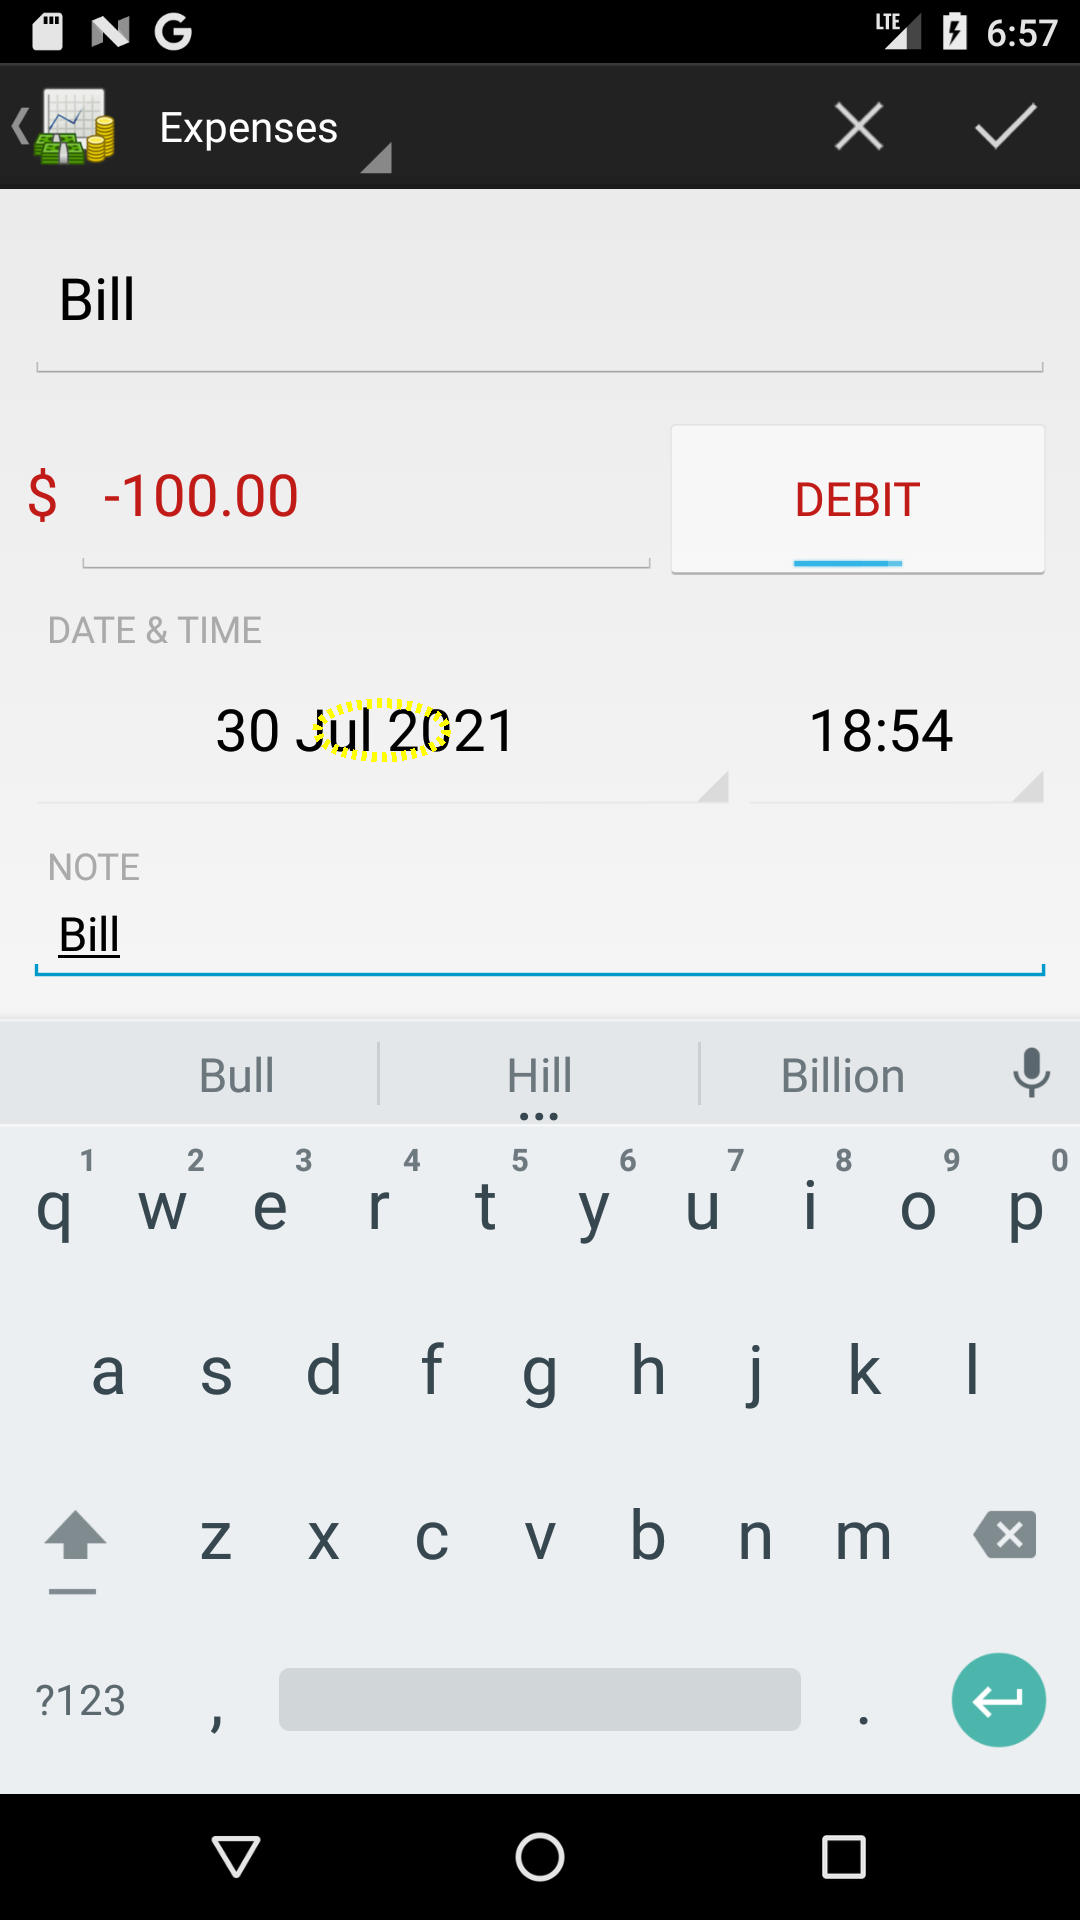 LTE 6:57
Expenses
Bill
$ -100.00 DEBIT
DATE & TIME
30 Jul 2021 18:54
NOTE
Bill
Bull Hill Billion
1 2 3 4 5 6 7 8 9 0
q w e r t y u i o p
a s d f g h j k l
z x c v b n m
?123 , .